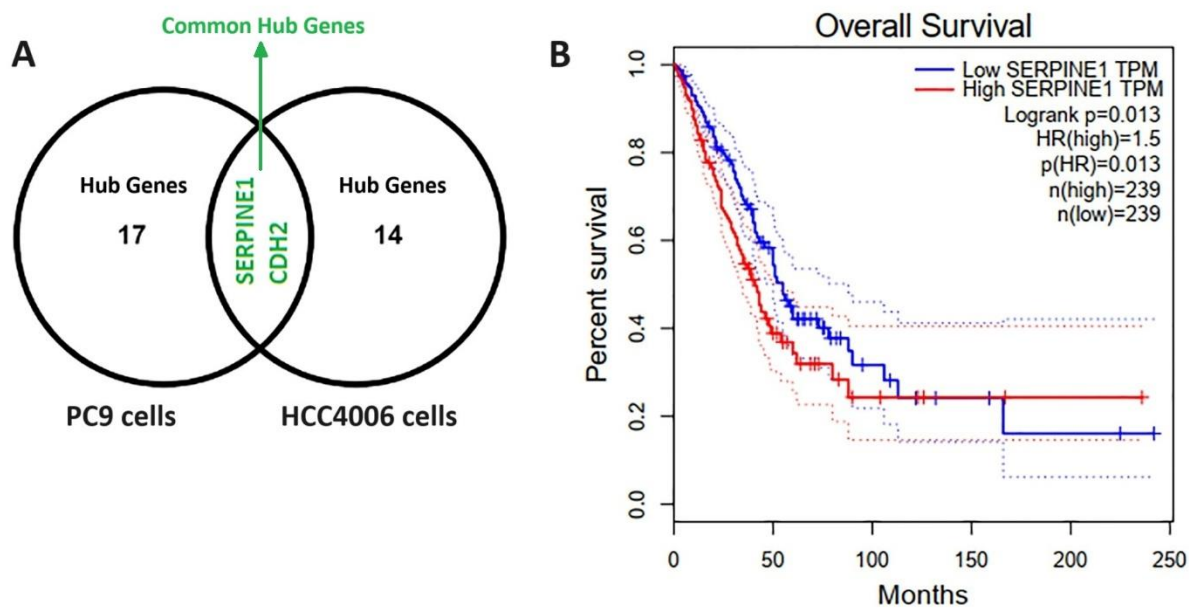 A
Common Hub Genes
Hub Genes
17
SERPINE1
CDH2
Hub Genes
14
PC9 cells
HCC4006 cells
B
Overall Survival
Low SERPINE1 TPM
High SERPINE1 TPM
Logrank p=0.013
HR(high)=1.5
p(HR)=0.013
n(high)=239
n(low)=239
Percent survival
1.0
0.8
0.6
0.4
0.2
0.0
0 50 100 150 200 250
Months